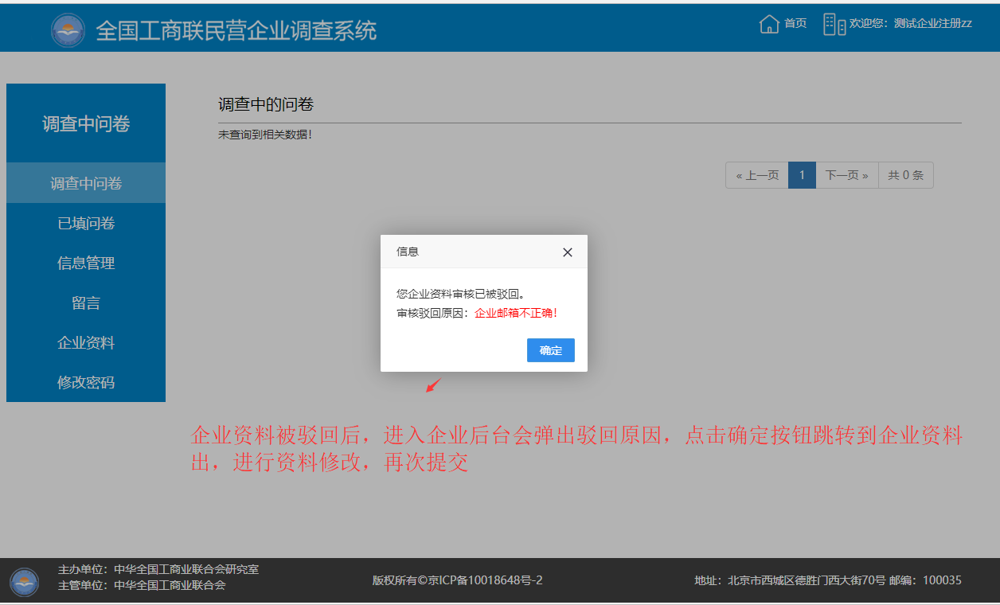 全国工商联民营企业调查系统
首页
欢迎您：测试企业注册zz
调查中问卷
调查中问卷
已填问卷
信息管理
留言
企业资料
修改密码
调查中的问卷
未查询到相关数据！
« 上一页 1 下一页 » 共 0 条
信息
您企业资料审核已被驳回。
审核驳回原因：企业邮箱不正确！
确定
企业资料被驳回后，进入企业后台会弹出驳回原因，点击确定按钮跳转到企业资料
出，进行资料修改，再次提交
主办单位：中华全国工商业联合会研究室
主管单位：中华全国工商业联合会
版权所有©京ICP备10018648号-2
地址：北京市西城区德胜门西大街70号 邮编：100035